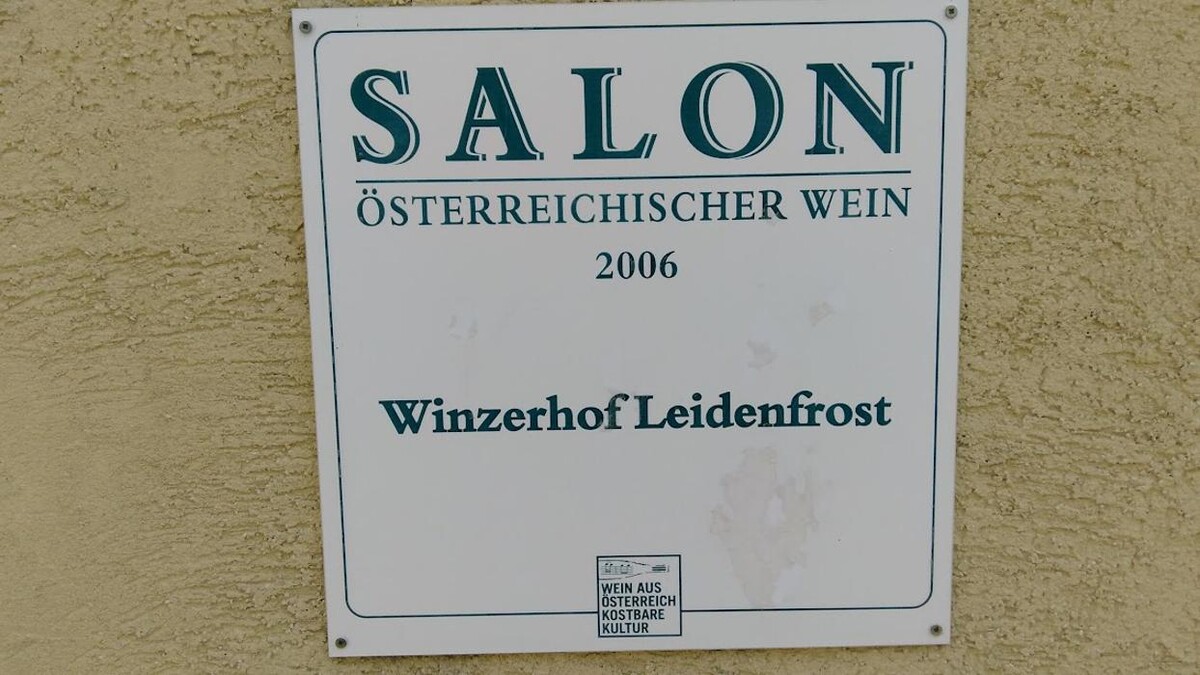 SALON
ÖSTERREICHISCHER WEIN
2006
Winzerhof Leidenfrost
WEIN AUS
ÖSTERREICH
KOSTBARE
KULTUR